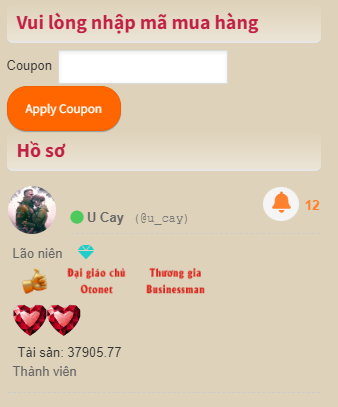 Vui lòng nhập mã mua hàng
Coupon
Apply Coupon
Hồ sơ
U Cay (@u_cay)
12
Lão niên
Đại giáo chủ Thương gia
Otonet Businessman
Tài sản: 37905.77
Thành viên